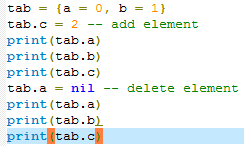 tab = {a = 0, b = 1}
tab.c = 2 -- add element
print(tab.a)
print(tab.b)
print(tab.c)
tab.a = nil -- delete element
print(tab.a)
print(tab.b)
print(tab.c)